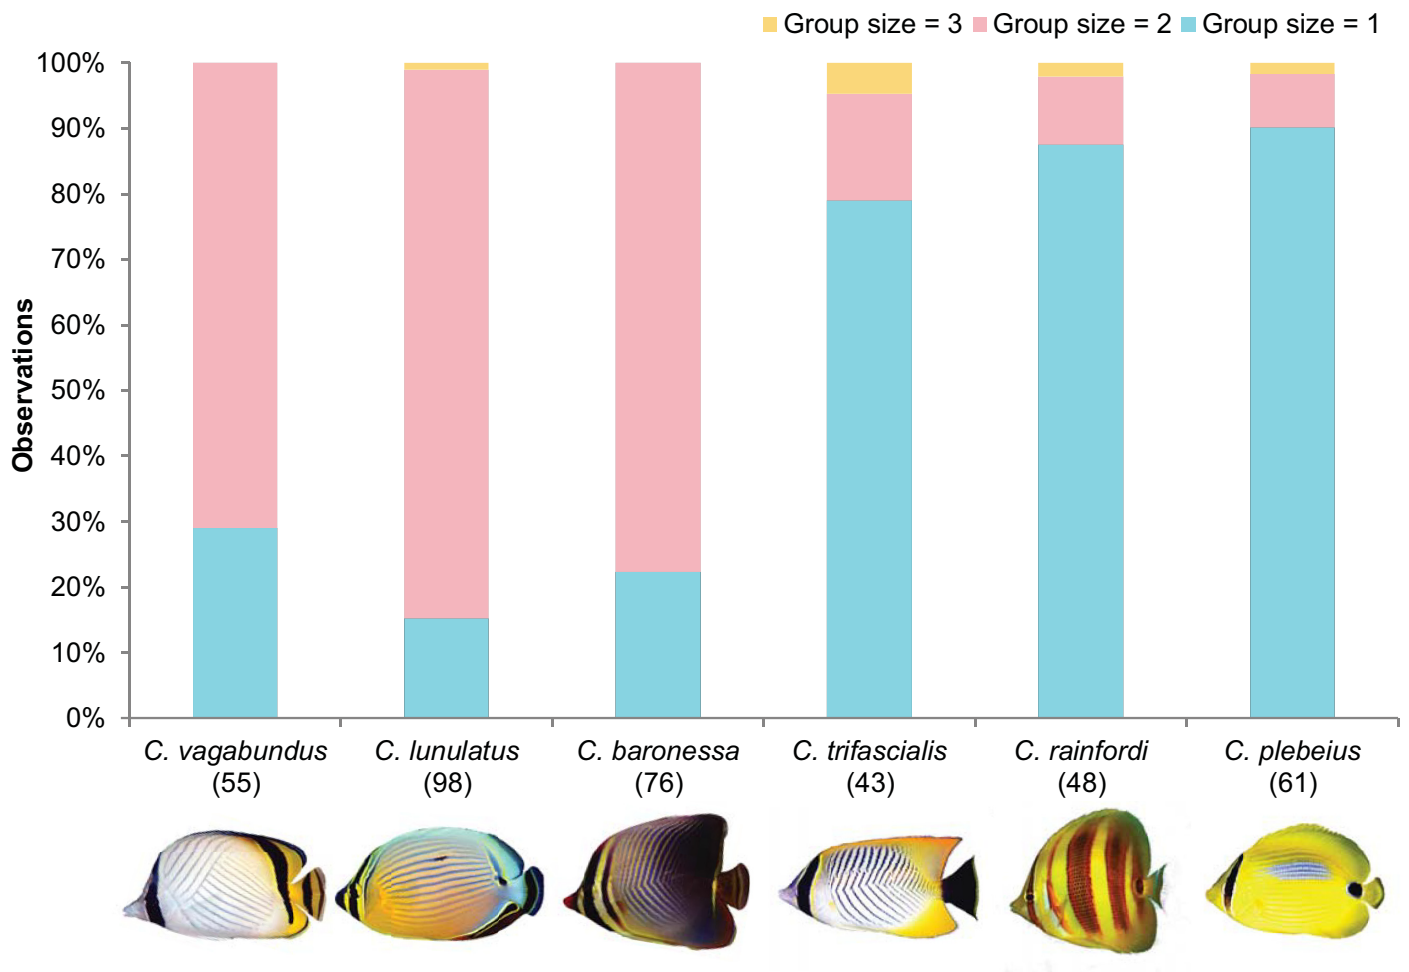 Group size = 3 Group size = 2 Group size = 1
100%
90%
80%
70%
60%
50%
40%
30%
20%
10%
0%
Observations
C. vagabundus C. lunulatus C. baronessa C. trifascialis C. rainfordi C. plebeius
(55) (98) (76) (43) (48) (61)